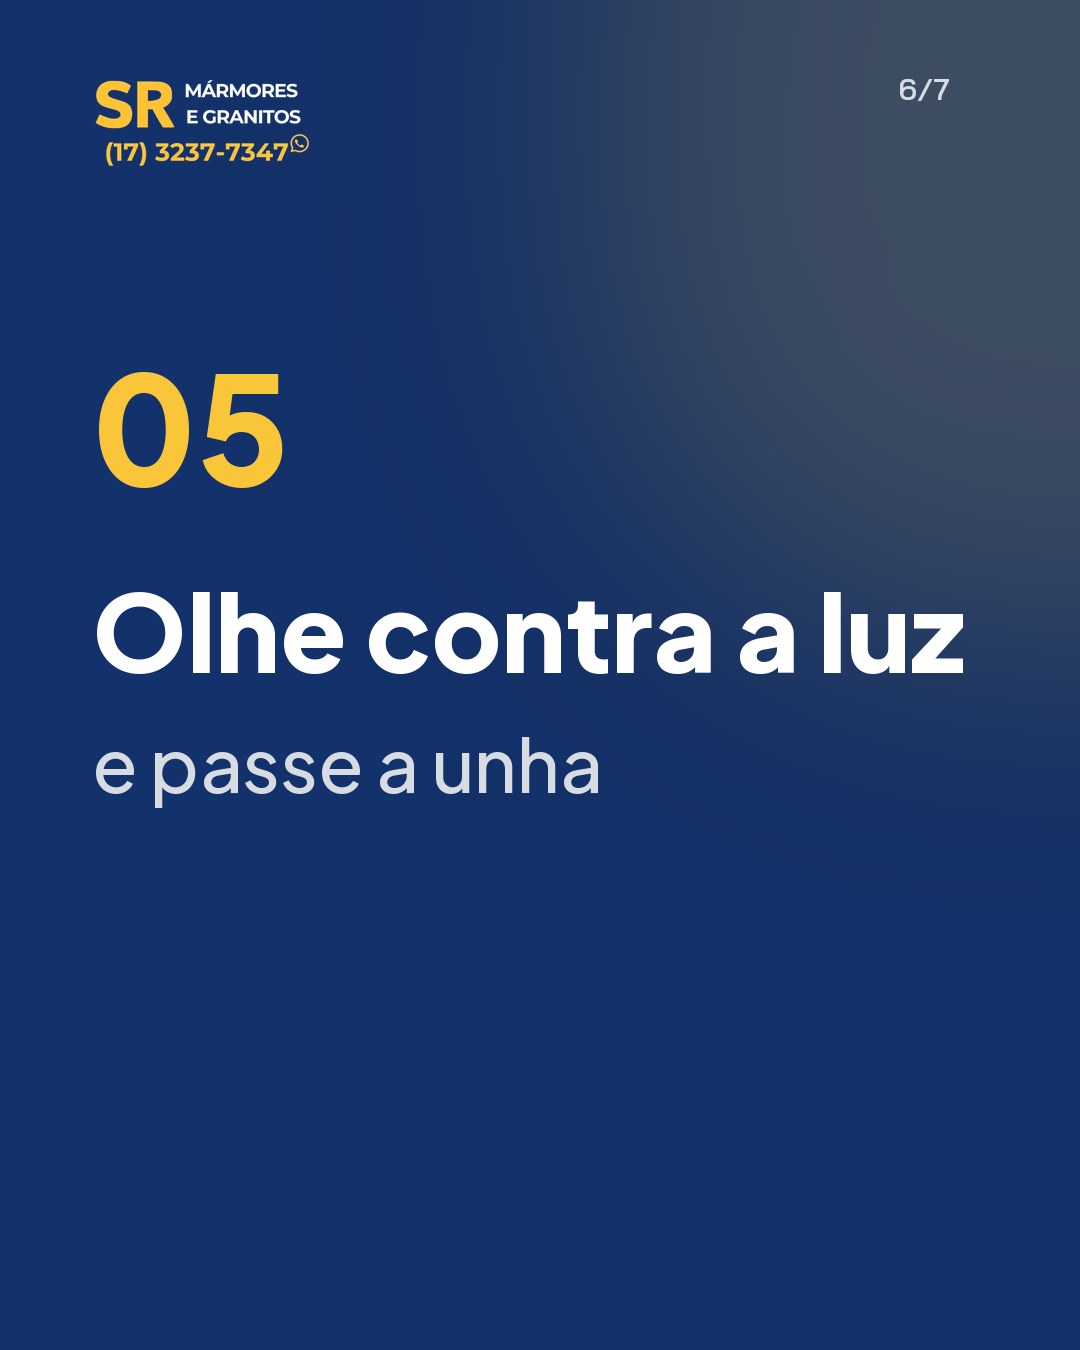 SR MÁRMORES
E GRANITOS
(17) 3237-7347
6/7
05
Olhe contra a luz
e passe a unha